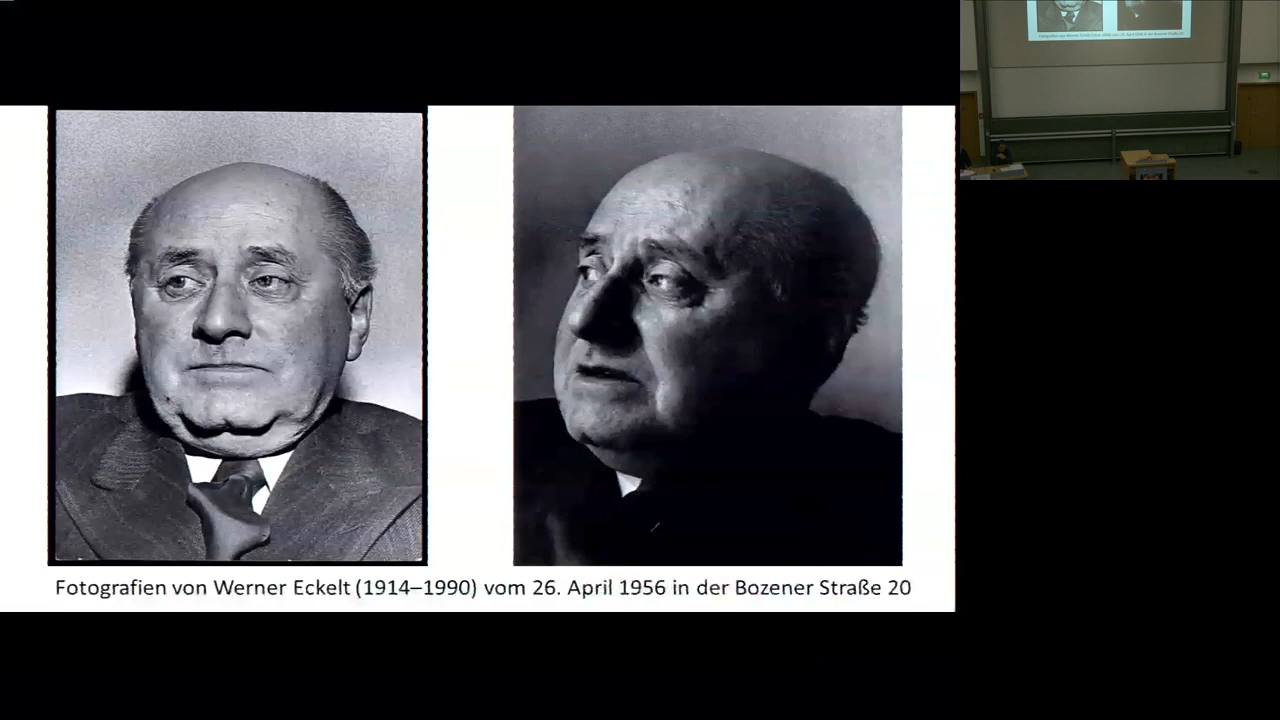 Fotografien von Werner Eckelt (1914–1990) vom 26. April 1956 in der Bozener Straße 20